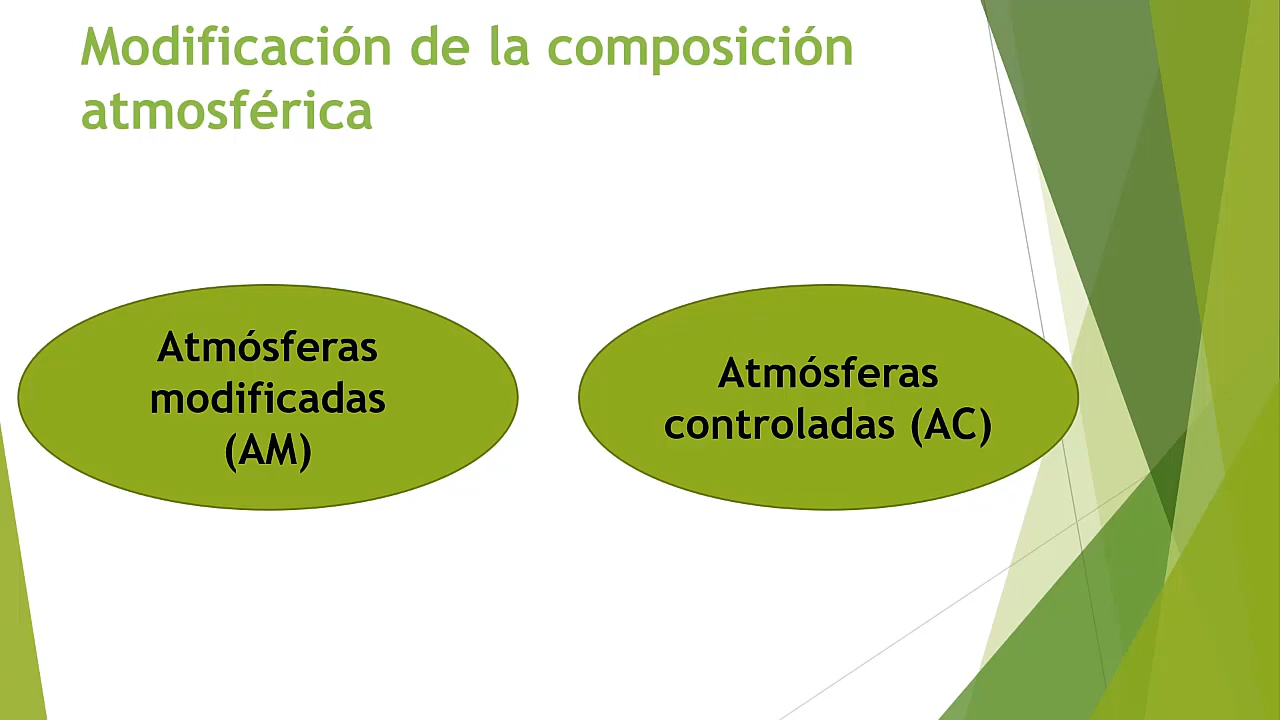 Modificación de la composición
atmosférica
Atmósferas
modificadas
(AM)
Atmósferas
controladas (AC)